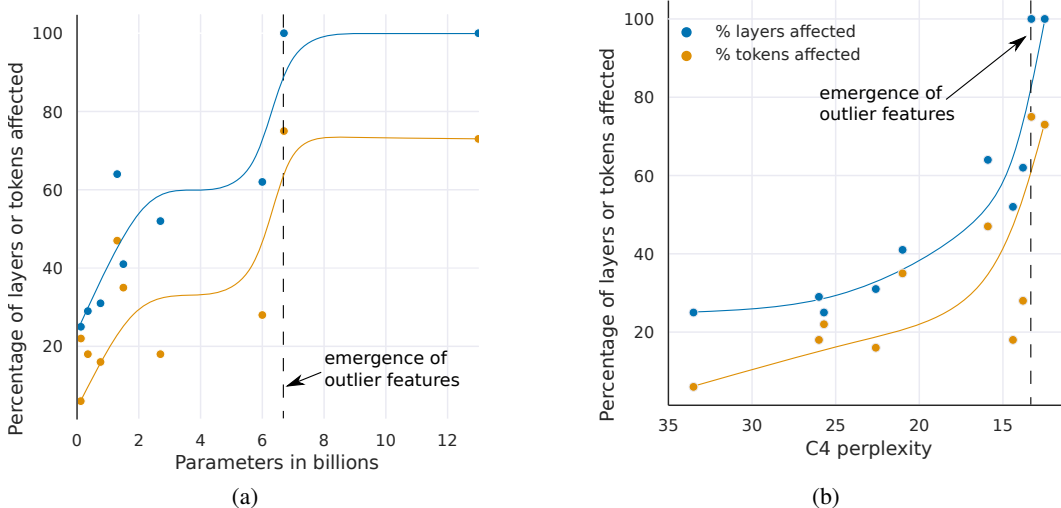 Percentage of layers or tokens affected
100
80
60
40
20
0
2
4
6
8
10
12
Parameters in billions
emergence of
outlier features
(a)
Percentage of layers or tokens affected
100
80
60
40
20
35
30
25
20
15
C4 perplexity
% layers affected
% tokens affected
emergence of
outlier features
(b)